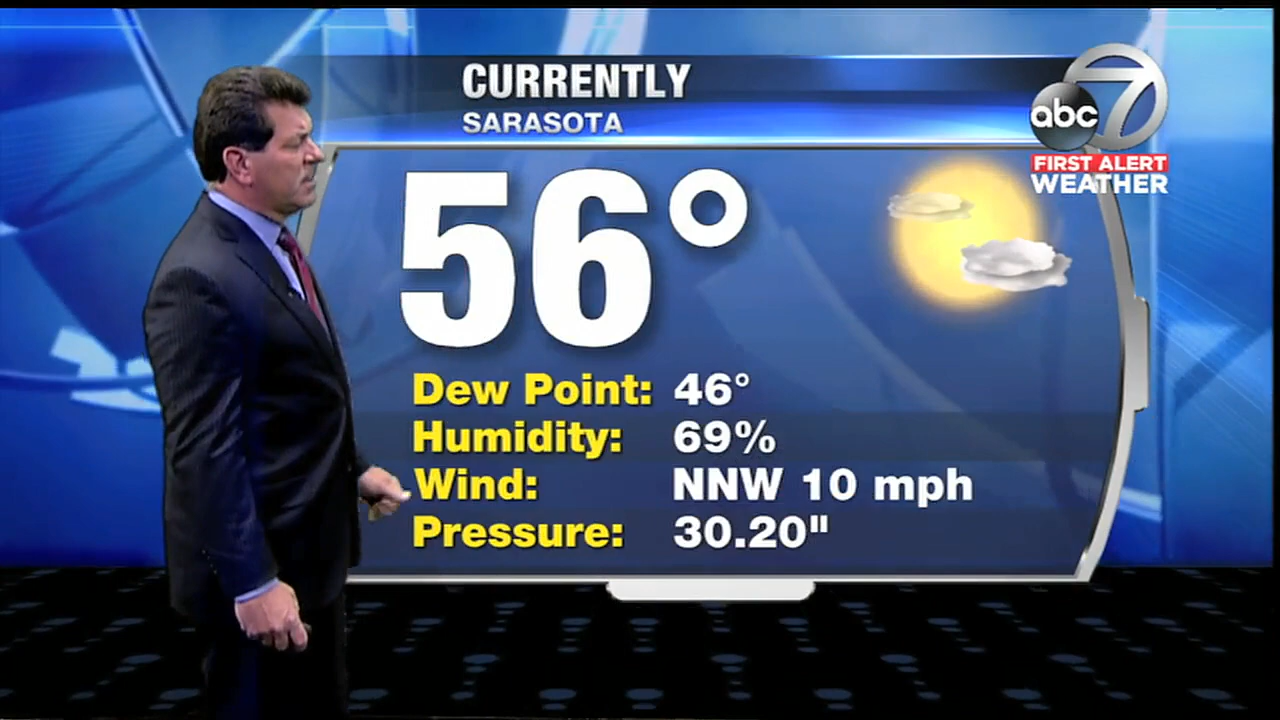 CURRENTLY
SARASOTA
abc 7
FIRST ALERT
WEATHER
56°
Dew Point: 46°
Humidity: 69%
Wind: NNW 10 mph
Pressure: 30.20"